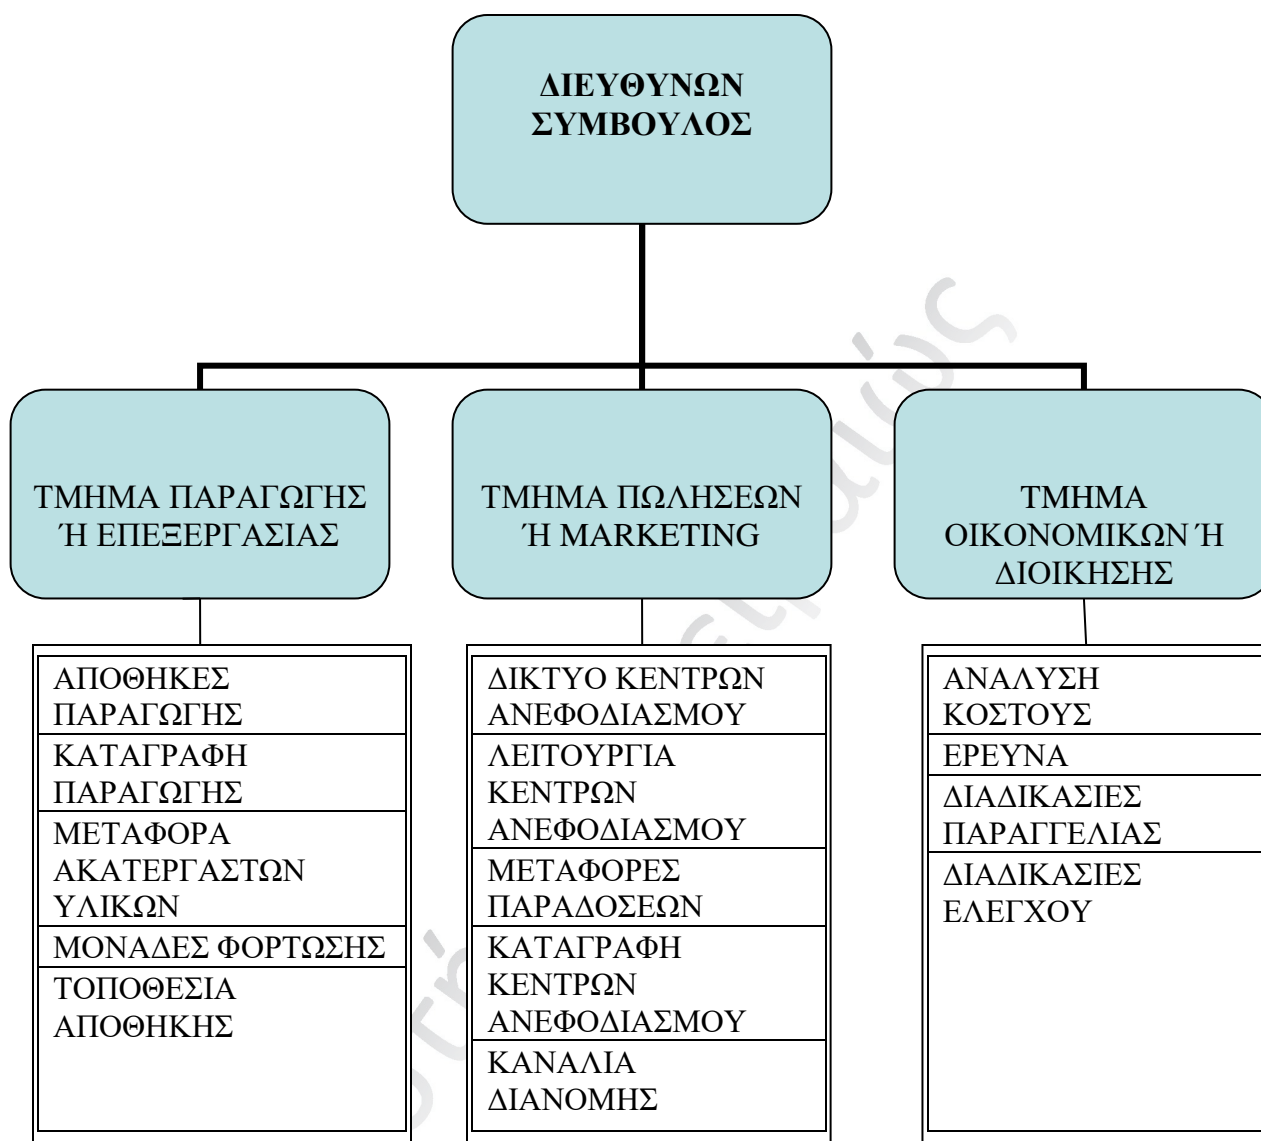 ΔΙΕΥΘΥΝΩΝ
ΣΥΜΒΟΥΛΟΣ
ΤΜΗΜΑ ΠΑΡΑΓΩΓΗΣ
Ή ΕΠΕΞΕΡΓΑΣΙΑΣ
ΤΜΗΜΑ ΠΩΛΗΣΕΩΝ
Ή MARKETING
ΤΜΗΜΑ
ΟΙΚΟΝΟΜΙΚΩΝ Ή
ΔΙΟΙΚΗΣΗΣ
ΑΠΟΘΗΚΕΣ
ΠΑΡΑΓΩΓΗΣ
ΚΑΤΑΓΡΑΦΗ
ΠΑΡΑΓΩΓΗΣ
ΜΕΤΑΦΟΡΑ
ΑΚΑΤΕΡΓΑΣΤΩΝ
ΥΛΙΚΩΝ
ΜΟΝΑΔΕΣ ΦΟΡΤΩΣΗΣ
ΤΟΠΟΘΕΣΙΑ
ΑΠΟΘΗΚΗΣ
ΔΙΚΤΥΟ ΚΕΝΤΡΩΝ
ΑΝΕΦΟΔΙΑΣΜΟΥ
ΛΕΙΤΟΥΡΓΙΑ
ΚΕΝΤΡΩΝ
ΑΝΕΦΟΔΙΑΣΜΟΥ
ΜΕΤΑΦΟΡΕΣ
ΠΑΡΑΔΟΣΕΩΝ
ΚΑΤΑΓΡΑΦΗ
ΚΕΝΤΡΩΝ
ΑΝΕΦΟΔΙΑΣΜΟΥ
ΚΑΝΑΛΙΑ
ΔΙΑΝΟΜΗΣ
ΑΝΑΛΥΣΗ
ΚΟΣΤΟΥΣ
ΕΡΕΥΝΑ
ΔΙΑΔΙΚΑΣΙΕΣ
ΠΑΡΑΓΓΕΛΙΑΣ
ΔΙΑΔΙΚΑΣΙΕΣ
ΕΛΕΓΧΟΥ